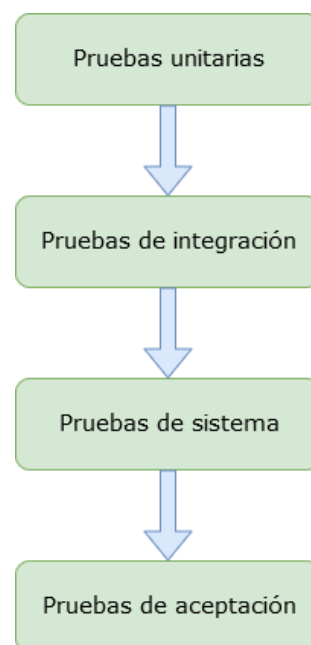 Pruebas unitarias
Pruebas de integración
Pruebas de sistema
Pruebas de aceptación